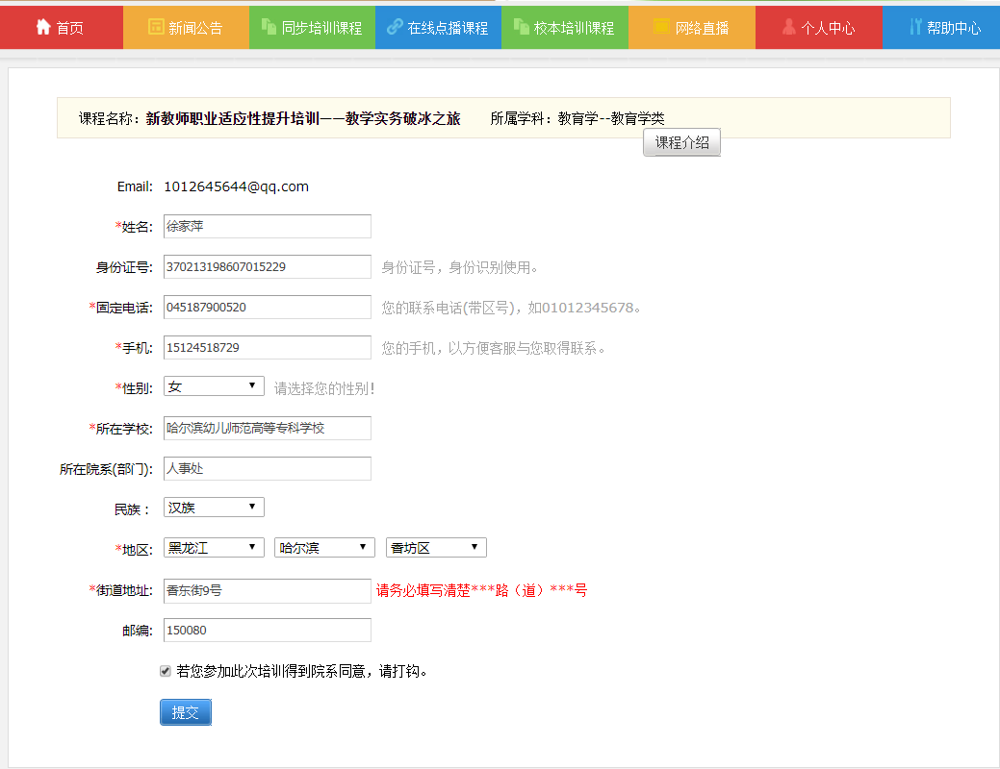 首页 新闻公告 同步培训课程 在线点播课程 校本培训课程 网络直播 个人中心 帮助中心
课程名称：新教师职业适应性提升培训——教学实务破冰之旅 所属学科：教育学--教育学类
课程介绍
Email: 1012645644@qq.com
*姓名: 徐家萍
身份证号: 370213198607015229 身份证号，身份识别使用。
*固定电话: 045187900520 您的联系电话(带区号)，如01012345678。
*手机: 15124518729 您的手机，以方便客服与您取得联系。
*性别: 女 请选择您的性别！
*所在学校: 哈尔滨幼儿师范高等专科学校
所在院系(部门): 人事处
民族： 汉族
*地区: 黑龙江 哈尔滨 香坊区
*街道地址: 香东街9号 请务必填写清楚***路（道）***号
邮编: 150080
若您参加此次培训得到院系同意，请打钩。
提交